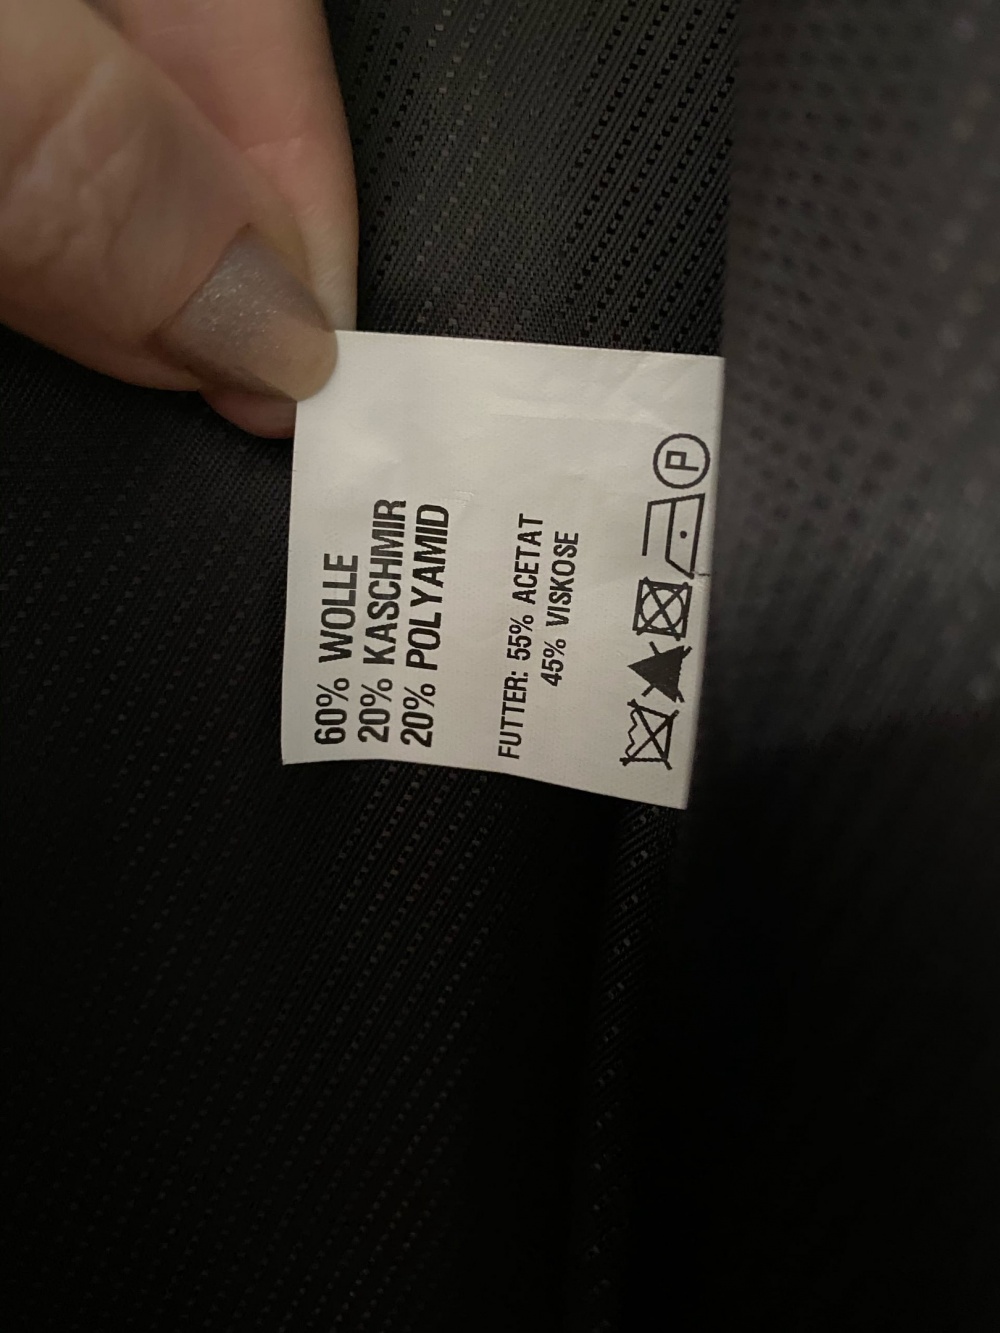 60% WOLLE
20% KASCHMIR
20% POLYAMID
FUTTER: 55% ACETAT
45% VISKOSE
P